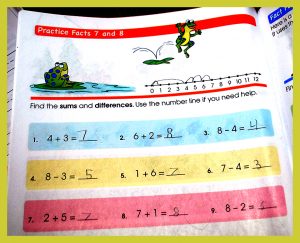 Practice Facts 7 and 8
0 1 2 3 4 5 6 7 8 9 10 11 12
Find the sums and differences. Use the number line if you need help.
1. 4 + 3 = 7 2. 6 + 2 = 8 3. 8 - 4 = 4
4. 8 - 3 = 5 5. 1 + 6 = 7 6. 7 - 4 = 3
7. 2 + 5 = 7 8. 7 + 1 = 8 9. 8 - 2 =
Fact